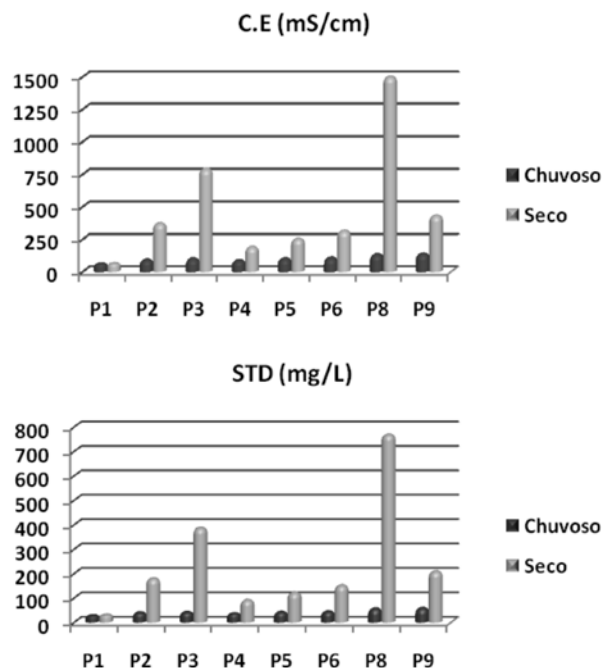 C.E (mS/cm)
1500
1250
1000
750
500
250
0
P1 P2 P3 P4 P5 P6 P8 P9
Chuvoso
Seco
STD (mg/L)
800
700
600
500
400
300
200
100
0
P1 P2 P3 P4 P5 P6 P8 P9
Chuvoso
Seco